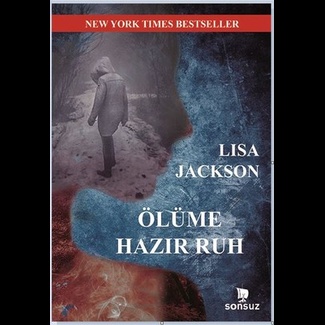 NEW YORK TIMES BESTSELLER
LISA
JACKSON
ÖLÜME
HAZIR RUH
sonsuz